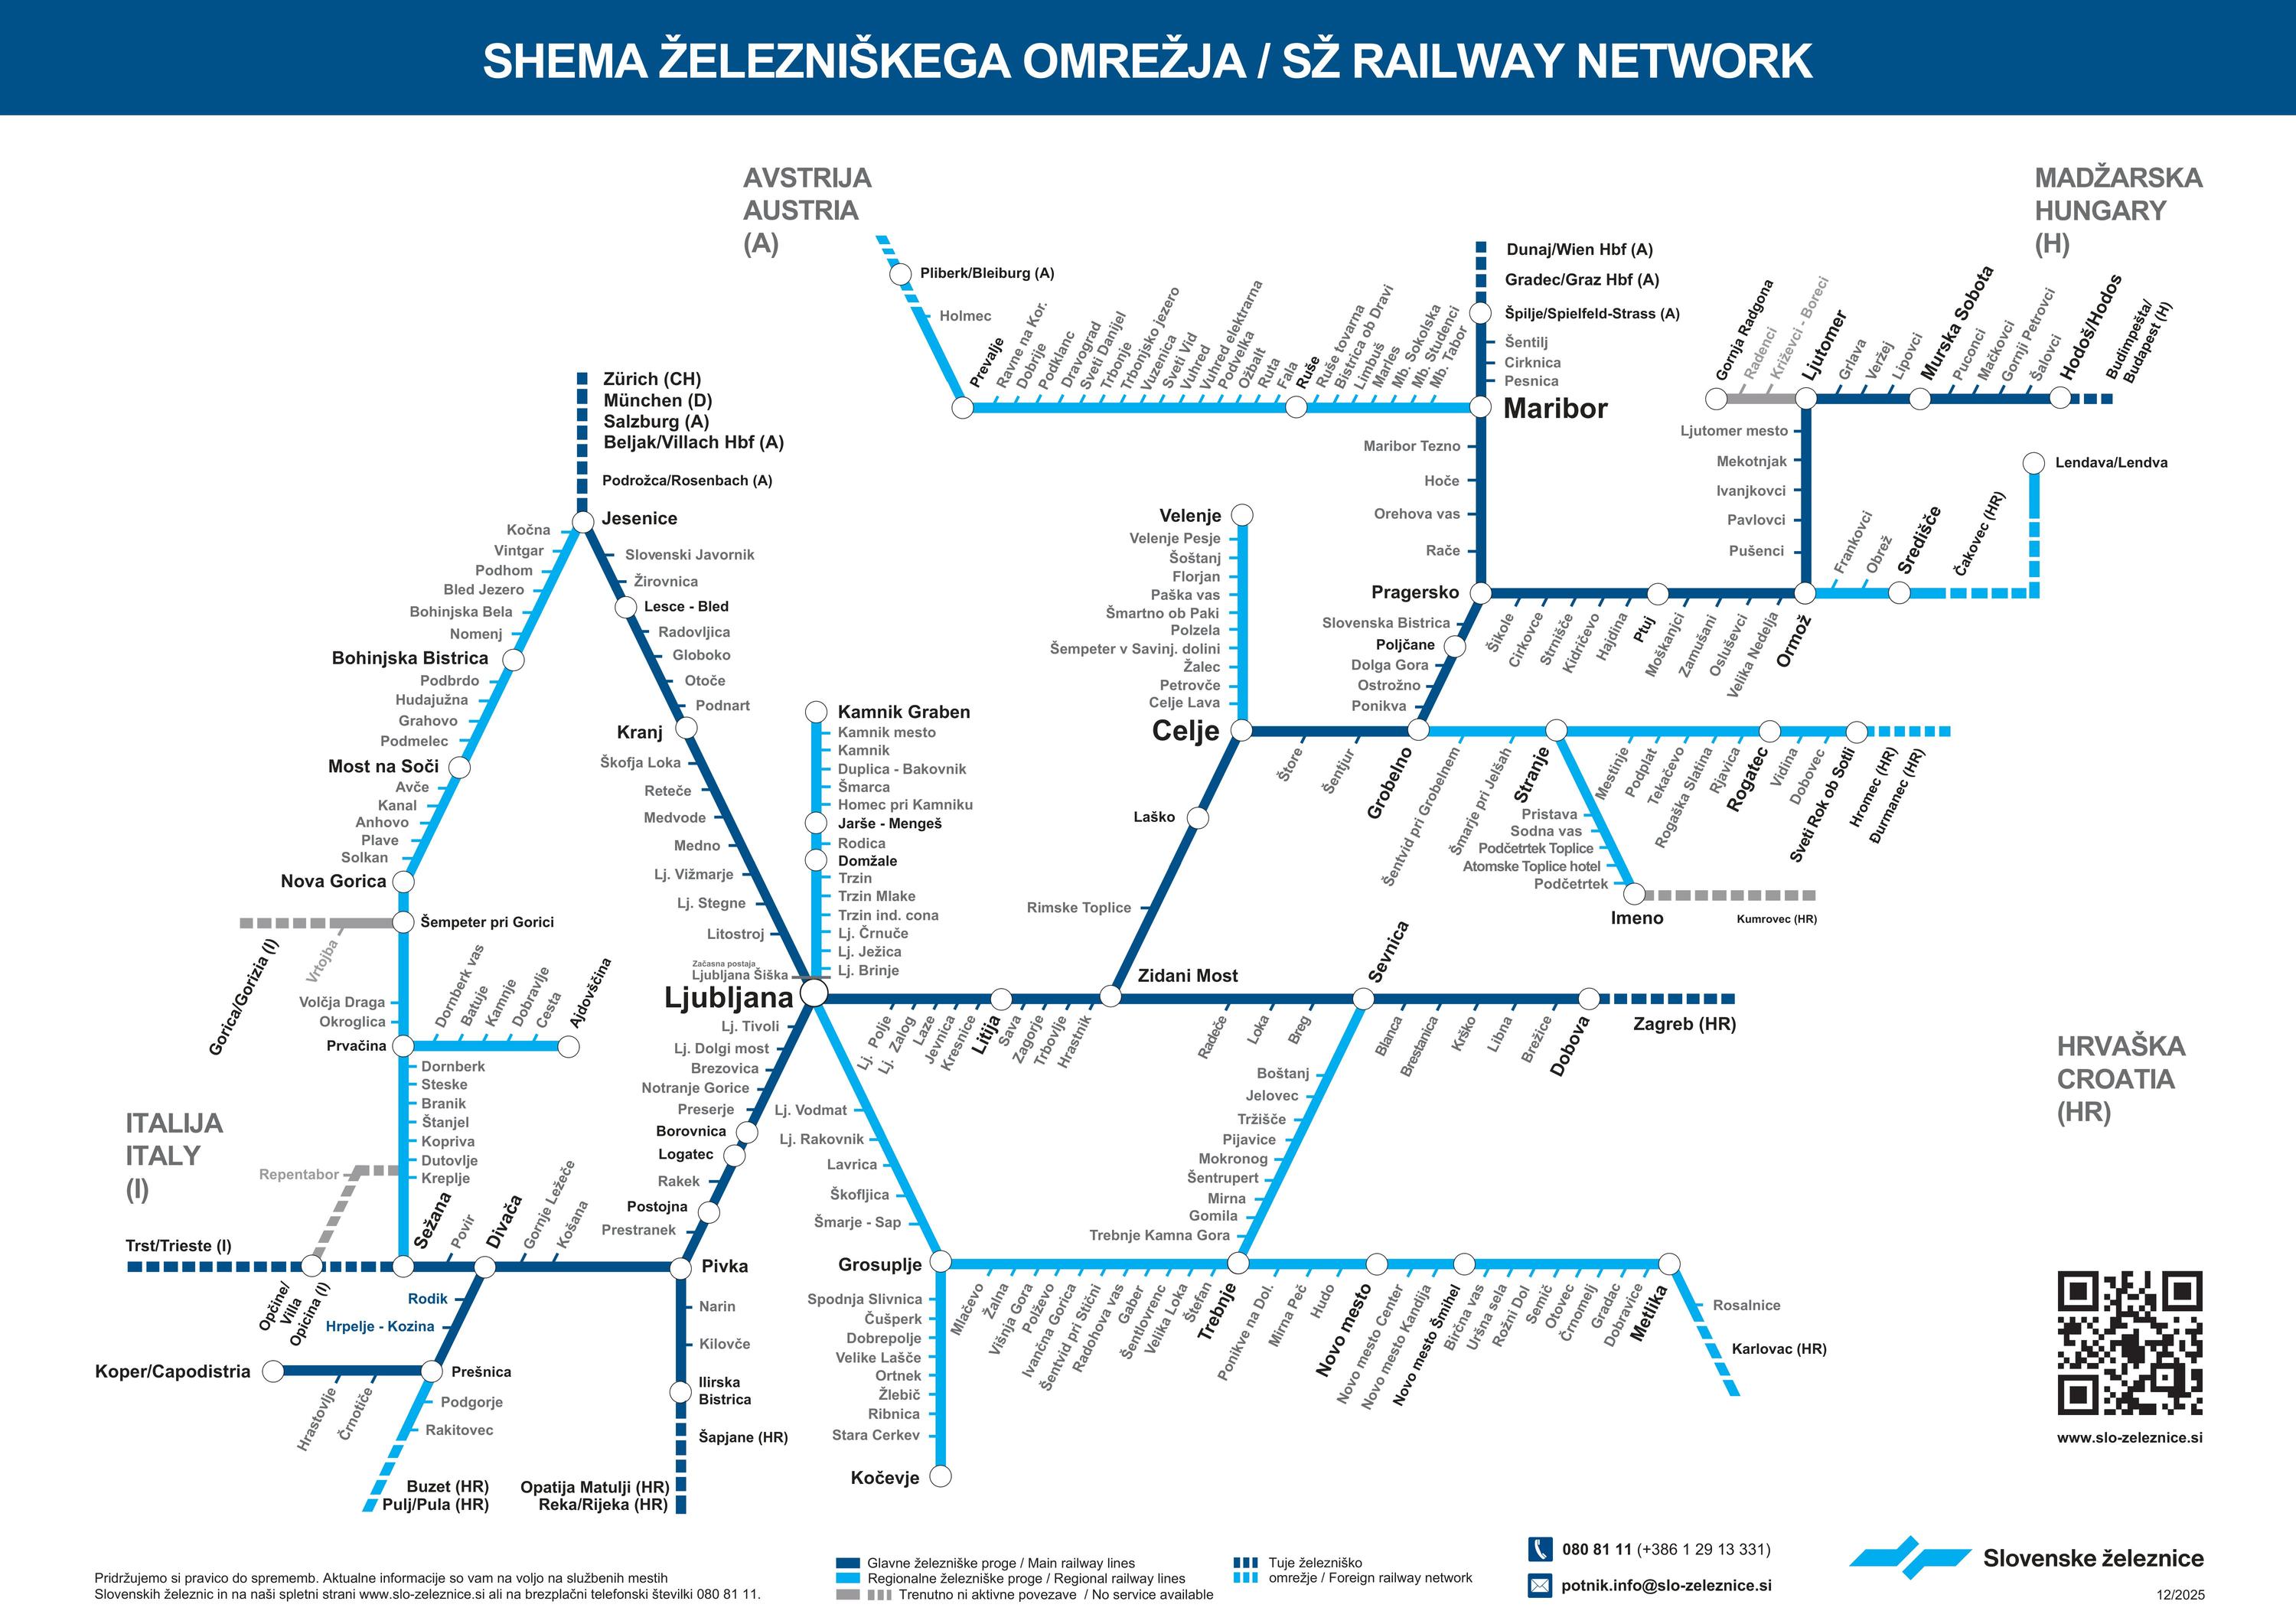 SHEMA ŽELEZNIŠKEGA OMREŽJA / SŽ RAILWAY NETWORK
AVSTRIJA
AUSTRIA
(A)
MADŽARSKA
HUNGARY
(H)
Pliberk/Bleiburg (A)
Holmec
Prevalje
Ravne na Kor.
Dobrije
Podklanc
Dravograd
Sveti Danijel
Trbonje
Trbonjsko jezero
Vuzenica
Sveti Vid
Vuhred
Vuhred elektrarna
Podvelka
Ožbalt
Ruta
Fala
Ruše
Ruše tovarna
Bistrica ob Dravi
Limbuš
Marles
Mb. Sokolska
Mb. Studenci
Mb. Tabor
Dunaj/Wien Hbf (A)
Gradec/Graz Hbf (A)
Špilje/Spielfeld-Strass (A)
Šentilj
Cirknica
Pesnica
Maribor
Maribor Tezno
Hoče
Orehova vas
Rače
Pragersko
Gornja Radgona
Radenci
Križevci - Boreci
Ljutomer
Grlava
Veržej
Lipovci
Murska Sobota
Puconci
Mačkovci
Gornji Petrovci
Šalovci
Hodoš/Hodos
Budimpešta/
Budapest (H)
Ljutomer mesto
Mekotnjak
Ivanjkovci
Pavlovci
Pušenci
Frankovci
Obrež
Središče
Čakovec (HR)
Lendava/Lendva
Šikole
Cirkovce
Strnišče
Kidričevo
Hajdina
Ptuj
Moškanjci
Zamušani
Osluševci
Velika Nedelja
Ormož
Zürich (CH)
München (D)
Salzburg (A)
Beljak/Villach Hbf (A)
Podrožca/Rosenbach (A)
Jesenice
Kočna
Vintgar
Podhom
Bled Jezero
Bohinjska Bela
Nomenj
Bohinjska Bistrica
Podbrdo
Hudajužna
Grahovo
Podmelec
Most na Soči
Avče
Kanal
Anhovo
Plave
Solkan
Nova Gorica
Slovenski Javornik
Žirovnica
Lesce - Bled
Radovljica
Globoko
Otoče
Podnart
Kranj
Škofja Loka
Reteče
Medvode
Medno
Lj. Vižmarje
Lj. Stegne
Litostroj
Začasna postaja
Ljubljana Šiška
Ljubljana
Kamnik Graben
Kamnik mesto
Kamnik
Duplica - Bakovnik
Šmarca
Homec pri Kamniku
Jarše - Mengeš
Rodica
Domžale
Trzin
Trzin Mlake
Trzin ind. cona
Lj. Črnuče
Lj. Ježica
Lj. Brinje
Velenje
Velenje Pesje
Šoštanj
Florjan
Paška vas
Šmartno ob Paki
Polzela
Šempeter v Savinj. dolini
Žalec
Petrovče
Celje Lava
Celje
Slovenska Bistrica
Poljčane
Dolga Gora
Ostrožno
Ponikva
Štore
Šentjur
Grobelno
Šentvid pri Grobelnem
Šmarje pri Jelšah
Stranje
Mestinje
Podplat
Tekačevo
Rogaška Slatina
Rjavica
Rogatec
Vidina
Dobovec
Sveti Rok ob Sotli
Hromec (HR)
Đurmanec (HR)
Pristava
Sodna vas
Podčetrtek Toplice
Atomske Toplice hotel
Podčetrtek
Imeno
Kumrovec (HR)
Laško
Rimske Toplice
Zidani Most
Sevnica
Lj. Polje
Lj. Zalog
Laze
Jevnica
Kresnice
Litija
Sava
Zagorje
Trbovlje
Hrastnik
Radeče
Loka
Breg
Blanca
Brestanica
Krško
Libna
Brežice
Dobova
Zagreb (HR)
HRVAŠKA
CROATIA
(HR)
Šempeter pri Gorici
Vrtojba
Gorica/Gorizia (I)
Volčja Draga
Okroglica
Prvačina
Dornberk vas
Batuje
Kamnje
Dobravlje
Cesta
Ajdovščina
Dornberk
Steske
Branik
Štanjel
Kopriva
Dutovlje
Kreplje
Repentabor
ITALIJA
ITALY
(I)
Trst/Trieste (I)
Opčine/
Villa
Opicina (I)
Sežana
Povir
Divača
Gornje Ležeče
Košana
Lj. Tivoli
Lj. Dolgi most
Brezovica
Notranje Gorice
Preserje
Borovnica
Logatec
Rakek
Postojna
Prestranek
Pivka
Narin
Kilovče
Ilirska
Bistrica
Šapjane (HR)
Opatija Matulji (HR)
Reka/Rijeka (HR)
Rodik
Hrpelje - Kozina
Prešnica
Koper/Capodistria
Hrastovlje
Črnotiče
Podgorje
Rakitovec
Buzet (HR)
Pulj/Pula (HR)
Lj. Vodmat
Lj. Rakovnik
Lavrica
Škofljica
Šmarje - Sap
Grosuplje
Spodnja Slivnica
Čušperk
Dobrepolje
Velike Lašče
Ortnek
Žlebič
Ribnica
Stara Cerkev
Kočevje
Boštanj
Jelovec
Tržišče
Pijavice
Mokronog
Šentrupert
Mirna
Gomila
Trebnje Kamna Gora
Mlačevo
Žalna
Višnja Gora
Polževo
Ivančna Gorica
Šentvid pri Stični
Radohova vas
Gaber
Šentlovrenc
Velika Loka
Štefan
Trebnje
Ponikve na Dol.
Mirna Peč
Hudo
Novo mesto
Novo mesto Center
Novo mesto Kandija
Novo mesto Šmihel
Birčna vas
Uršna sela
Rožni Dol
Semič
Otovec
Črnomelj
Gradac
Dobravice
Metlika
Rosalnice
Karlovac (HR)
www.slo-zeleznice.si
Pridržujemo si pravico do sprememb. Aktualne informacije so vam na voljo na službenih mestih
Slovenskih železnic in na naši spletni strani www.slo-zeleznice.si ali na brezplačni telefonski številki 080 81 11.
Glavne železniške proge / Main railway lines
Regionalne železniške proge / Regional railway lines
Trenutno ni aktivne povezave / No service available
Tuje železniško
omrežje / Foreign railway network
080 81 11 (+386 1 29 13 331)
potnik.info@slo-zeleznice.si
Slovenske železnice
12/2025